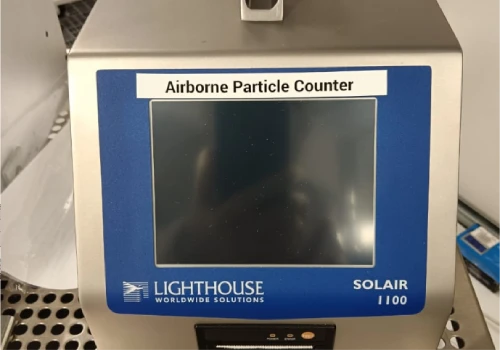 Airborne Particle Counter
LIGHTHOUSE
WORLDWIDE SOLUTIONS
SOLAIR
1100